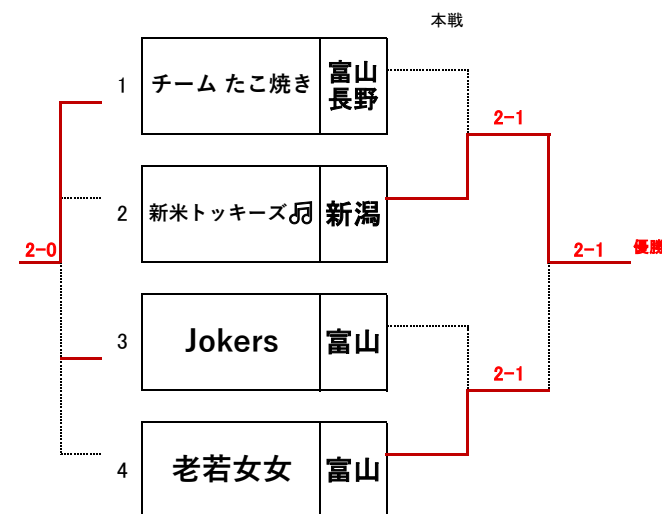 本戦
1 チーム たこ焼き 富山
長野
2-1
2 新米トッキーズ♫ 新潟
2-0
2-1 優勝
3 Jokers 富山
2-1
4 老若女女 富山